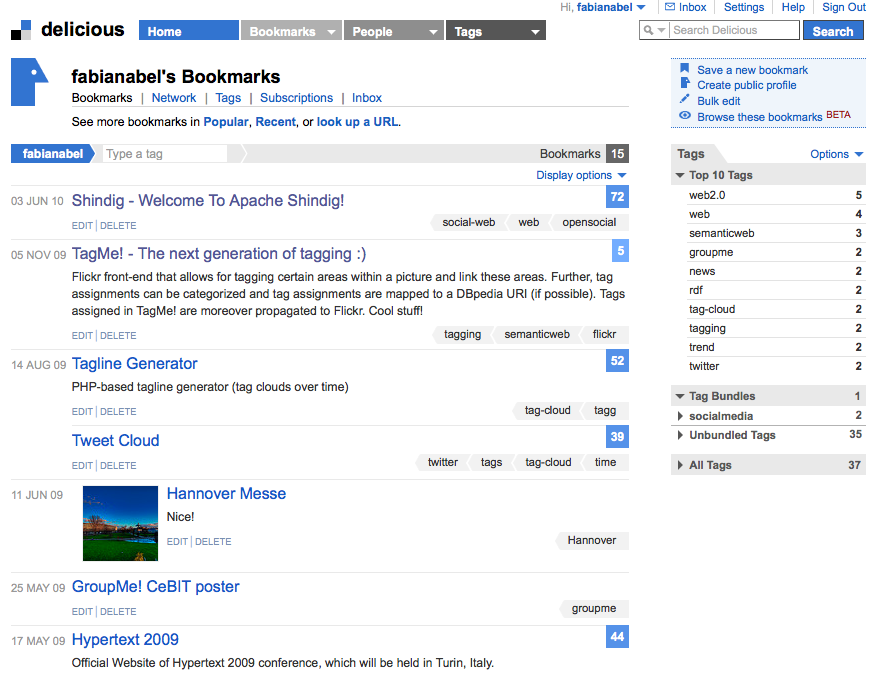 Hi, fabianabel Inbox Settings Help Sign Out
delicious Home Bookmarks People Tags Search Delicious Search
fabianabel's Bookmarks
Bookmarks | Network | Tags | Subscriptions | Inbox
See more bookmarks in Popular, Recent, or look up a URL.
fabianabel Type a tag Bookmarks 15
Display options
03 JUN 10 Shindig - Welcome To Apache Shindig! 72
EDIT | DELETE social-web web opensocial
05 NOV 09 TagMe! - The next generation of tagging :) 5
Flickr front-end that allows for tagging certain areas within a picture and link these areas. Further, tag
assignments can be categorized and tag assignments are mapped to a DBpedia URI (if possible). Tags
assigned in TagMe! are moreover propagated to Flickr. Cool stuff!
EDIT | DELETE tagging semanticweb flickr
14 AUG 09 Tagline Generator 52
PHP-based tagline generator (tag clouds over time)
EDIT | DELETE tag-cloud tagg
Tweet Cloud 39
EDIT | DELETE twitter tags tag-cloud time
11 JUN 09 Hannover Messe
Nice!
EDIT | DELETE Hannover
25 MAY 09 GroupMe! CeBIT poster
EDIT | DELETE groupme
17 MAY 09 Hypertext 2009 44
Official Website of Hypertext 2009 conference, which will be held in Turin, Italy.
Save a new bookmark
Create public profile
Bulk edit
Browse these bookmarks BETA
Tags Options
Top 10 Tags
web2.0 5
web 4
semanticweb 3
groupme 2
news 2
rdf 2
tag-cloud 2
tagging 2
trend 2
twitter 2
Tag Bundles 1
socialmedia 2
Unbundled Tags 35
All Tags 37